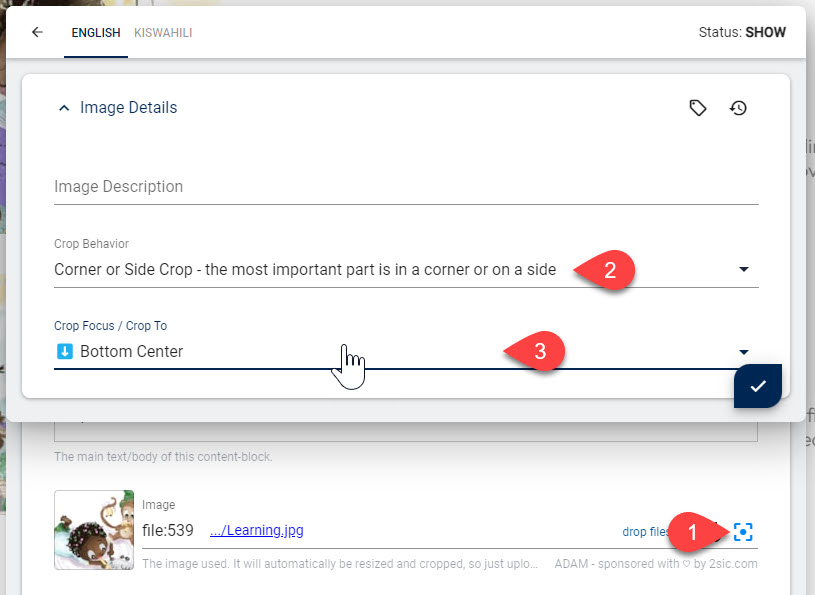 ENGLISH KISWAHILI Status: SHOW
Image Details
Image Description
Crop Behavior
Corner or Side Crop - the most important part is in a corner or on a side 2
Crop Focus / Crop To
Bottom Center 3
The main text/body of this content-block.
Image
file:539 .../Learning.jpg drop files 1
The image used. It will automatically be resized and cropped, so just uplo... ADAM - sponsored with ♡ by 2sic.com